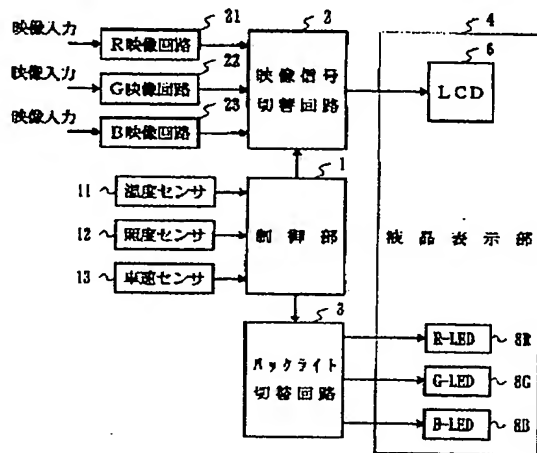 映像入力
R映像回路
21
映像入力
G映像回路
22
映像入力
B映像回路
23
2
映像信号
切替回路
4
6
LCD
11
温度センサ
12
照度センサ
13
車速センサ
1
制御部
液晶表示部
3
バックライト
切替回路
R-LED
8R
G-LED
8G
B-LED
8B